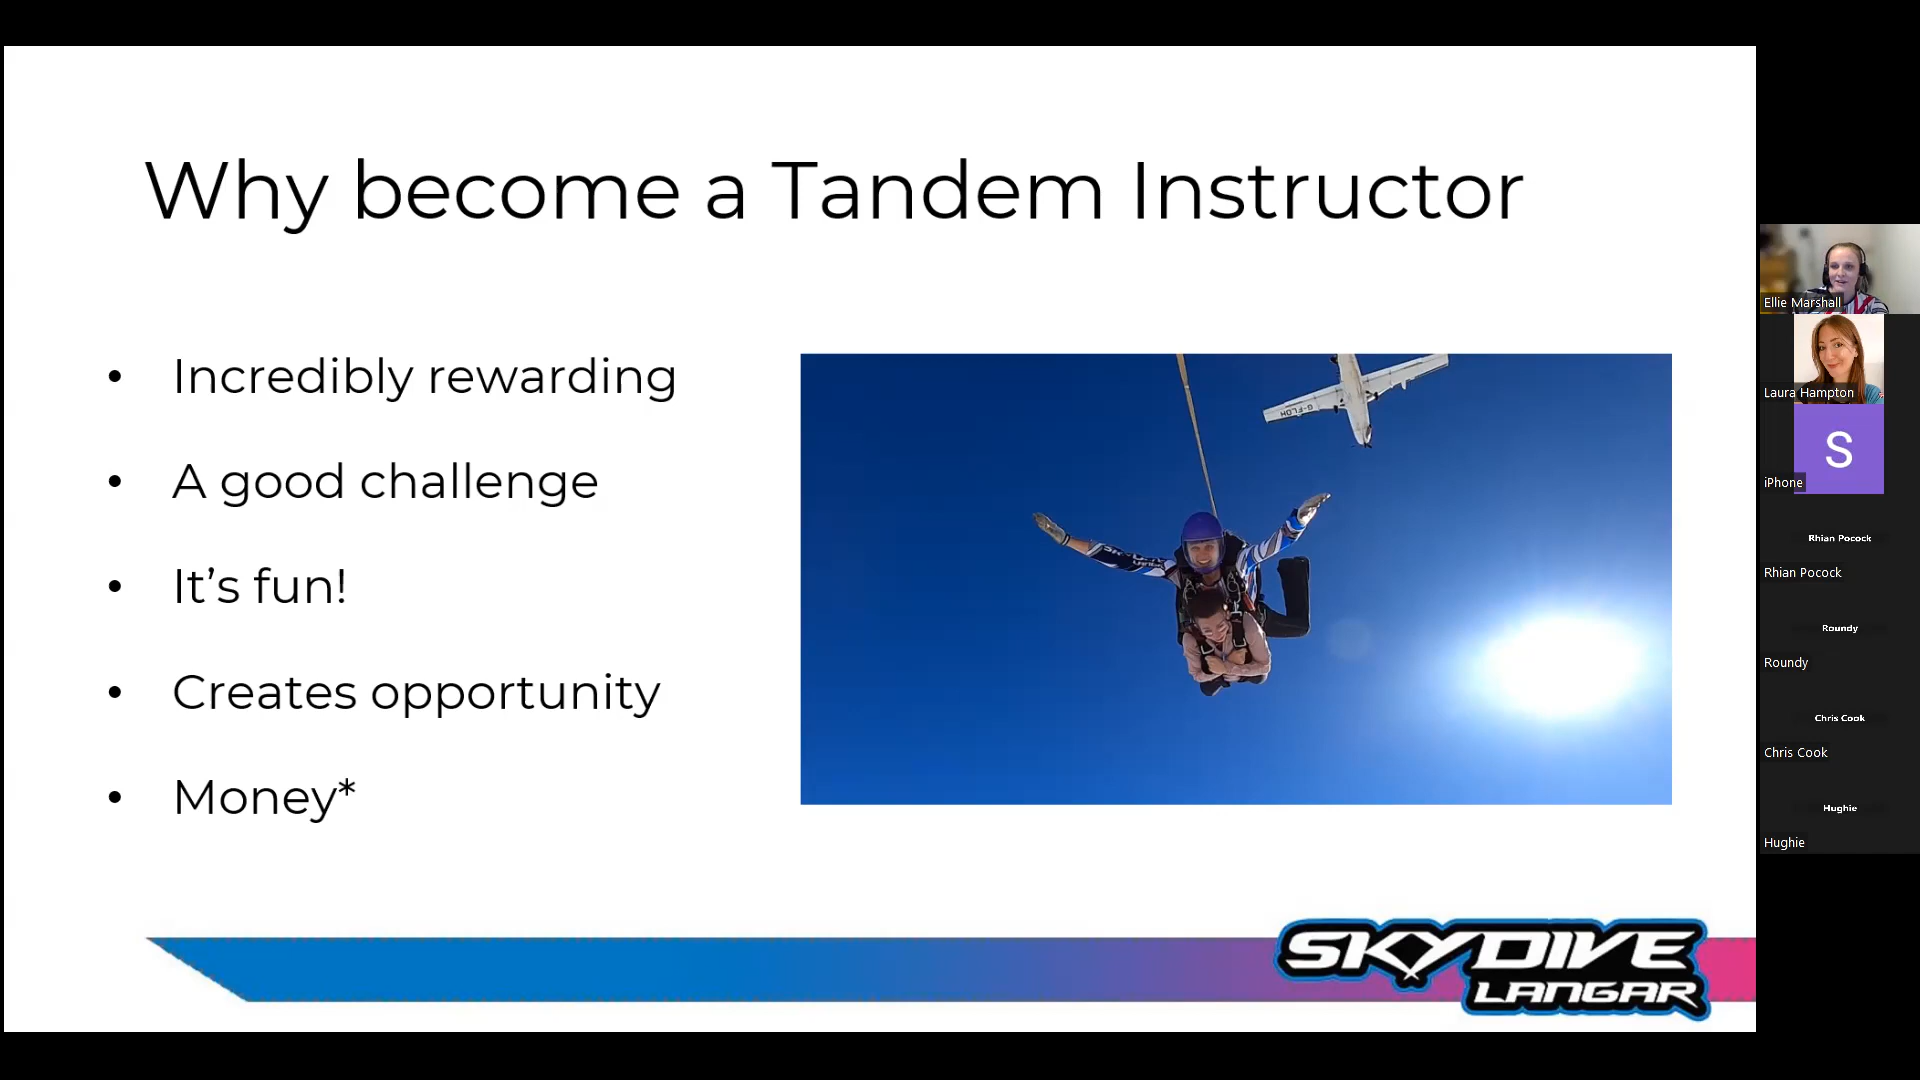 Why become a Tandem Instructor
• Incredibly rewarding
• A good challenge
• It’s fun!
• Creates opportunity
• Money*
G-FLOH
SKYDIVE
LANGAR
Ellie Marshall
Laura Hampton
S
iPhone
Rhian Pocock
Rhian Pocock
Roundy
Roundy
Chris Cook
Chris Cook
Hughie
Hughie